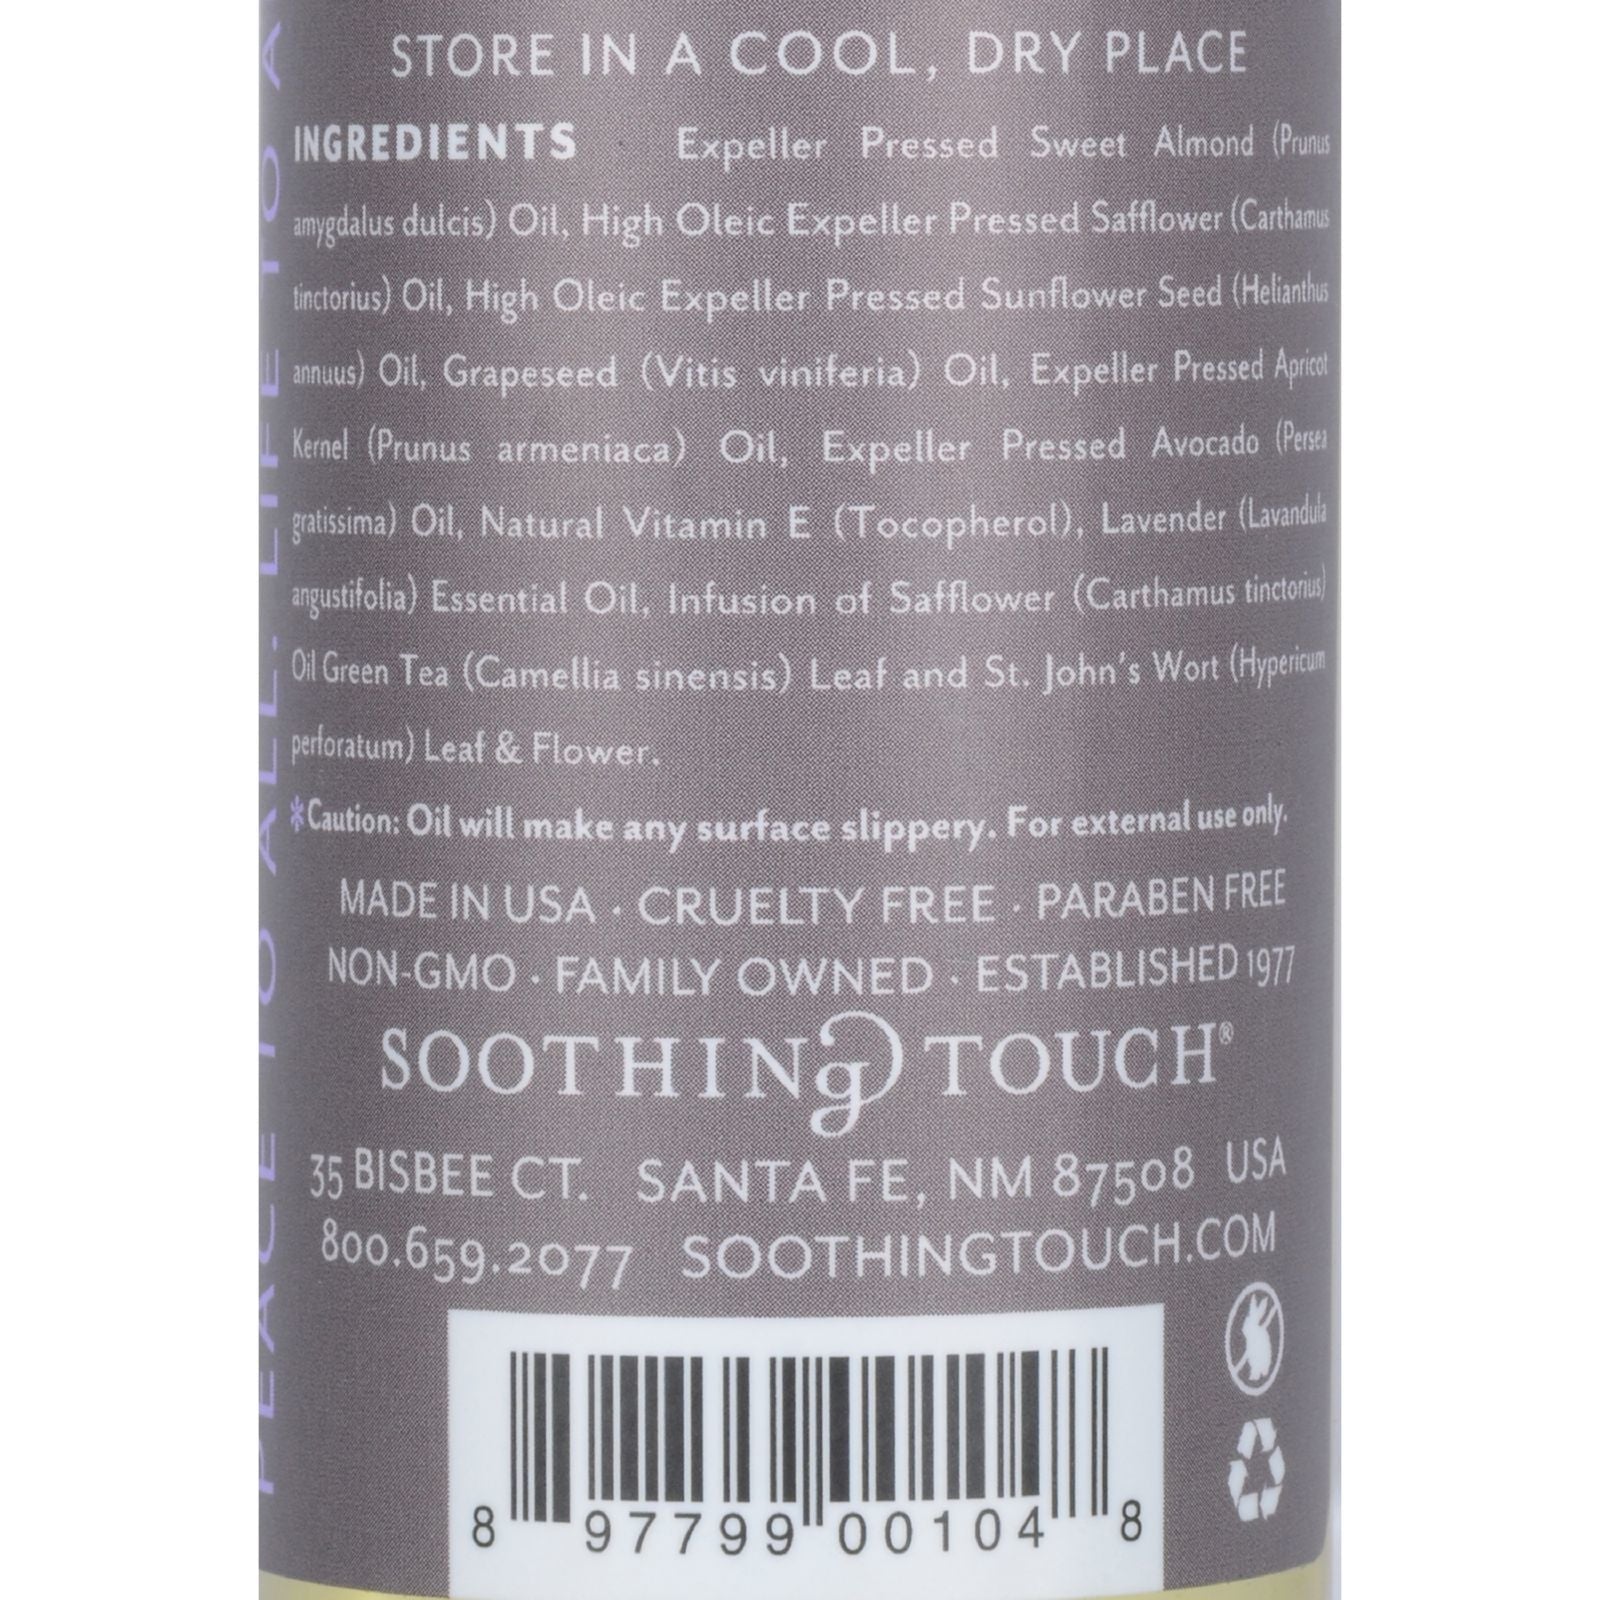 STORE IN A COOL, DRY PLACE
INGREDIENTS Expeller Pressed Sweet Almond (Prunus
amygdalus dulcis) Oil, High Oleic Expeller Pressed Safflower (Carthamus
tinctorius) Oil, High Oleic Expeller Pressed Sunflower Seed (Helianthus
annuus) Oil, Grapeseed (Vitis viniferia) Oil, Expeller Pressed Apricot
Kernel (Prunus armeniaca) Oil, Expeller Pressed Avocado (Persea
gratissima) Oil, Natural Vitamin E (Tocopherol), Lavender (Lavandula
angustifolia) Essential Oil, Infusion of Safflower (Carthamus tinctorius)
Oil Green Tea (Camellia sinensis) Leaf and St. John's Wort (Hypericum
perforatum) Leaf & Flower.
*Caution: Oil will make any surface slippery. For external use only.
MADE IN USA · CRUELTY FREE · PARABEN FREE
NON-GMO · FAMILY OWNED · ESTABLISHED 1977
SOOTHING TOUCH®
35 BISBEE CT. SANTA FE, NM 87508 USA
800.659.2077 SOOTHINGTOUCH.COM
8 97799 00104 8
PEACE TO ALL. LIFE TO A